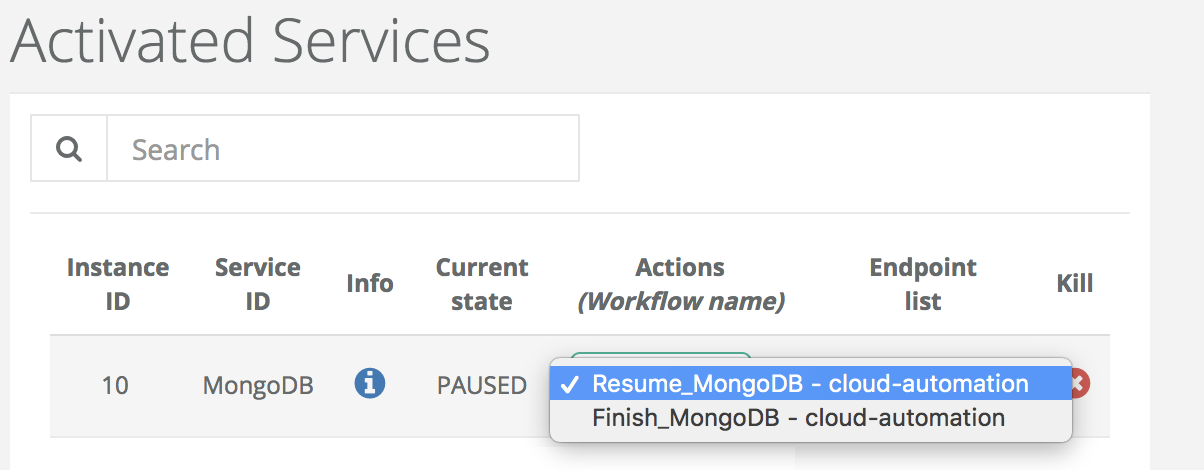 Activated Services
Search
Instance ID
Service ID
Info
Current state
Actions (Workflow name)
Endpoint list
Kill
10
MongoDB
PAUSED
Resume_MongoDB - cloud-automation
Finish_MongoDB - cloud-automation